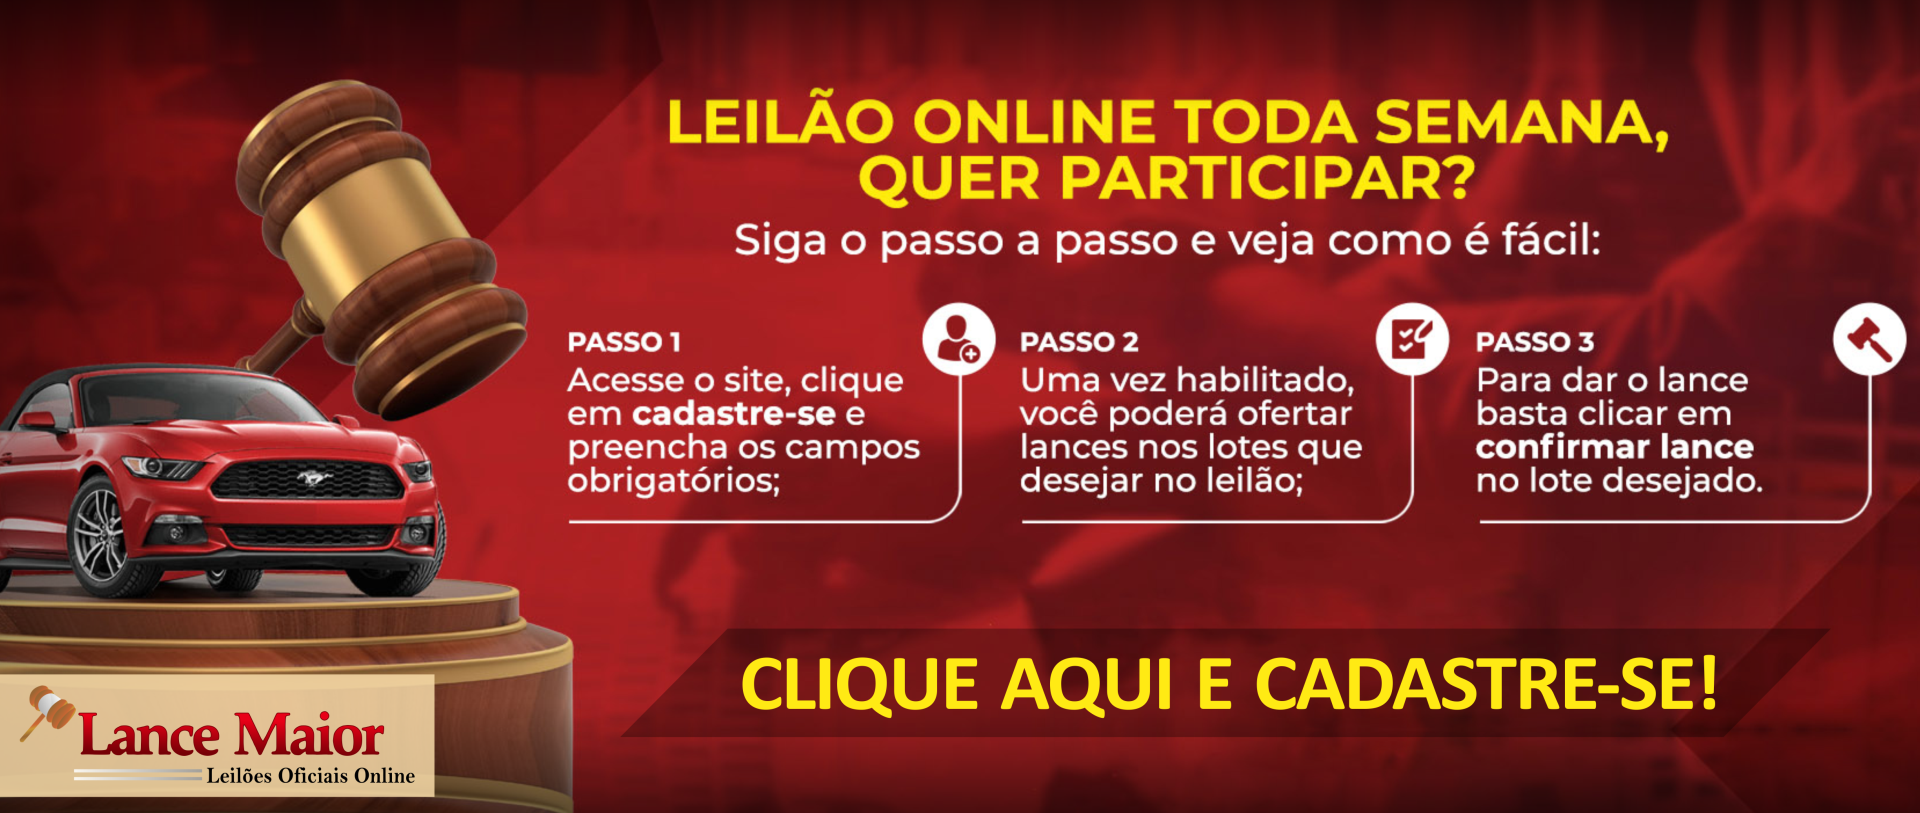 LEILÃO ONLINE TODA SEMANA,
QUER PARTICIPAR?
Siga o passo a passo e veja como é fácil:
PASSO 1
Acesse o site, clique
em cadastre-se e
preencha os campos
obrigatórios;
PASSO 2
Uma vez habilitado,
você poderá ofertar
lances nos lotes que
desejar no leilão;
PASSO 3
Para dar o lance
basta clicar em
confirmar lance
no lote desejado.
CLIQUE AQUI E CADASTRE-SE!
Lance Maior
Leilões Oficiais Online